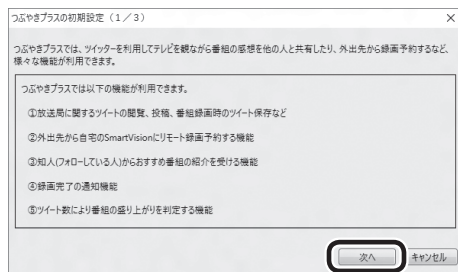 つぶやきプラスの初期設定（1／3）
つぶやきプラスでは、ツイッターを利用してテレビを観ながら番組の感想を他の人と共有したり、外出先から録画予約するなど、
様々な機能が利用できます。
つぶやきプラスでは以下の機能が利用できます。
①放送局に関するツイートの閲覧、投稿、番組録画時のツイート保存など
②外出先から自宅のSmartVisionにリモート録画予約する機能
③知人(フォローしている人)からおすすめ番組の紹介を受ける機能
④録画完了の通知機能
⑤ツイート数により番組の盛り上がりを判定する機能
次へ キャンセル